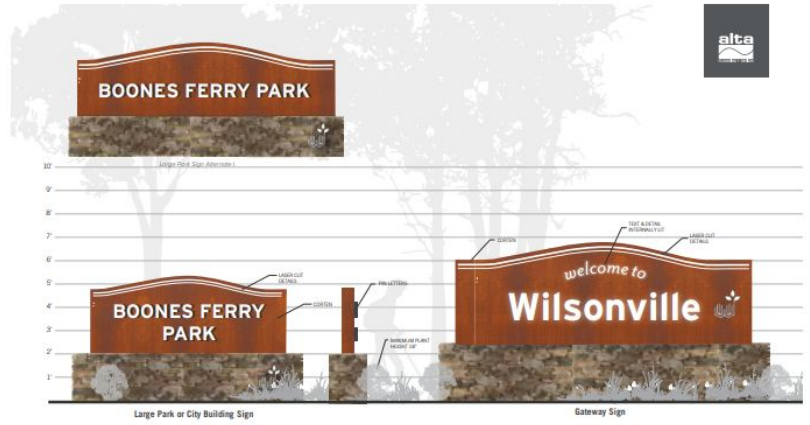 alta
BOONES FERRY PARK
Large Park Sign Alternate I.
10'
9'
8'
7'
6'
5'
4'
3'
2'
1'
TEXT & DETAIL
INTERNALLY LIT
LASER CUT
DETAILS
CORTEN
welcome to
Wilsonville
LASER CUT
DETAILS
PIN LETTERS
CORTEN
BOONES FERRY
PARK
MINIMUM PLANT
HEIGHT 18"
Large Park or City Building Sign
Gateway Sign